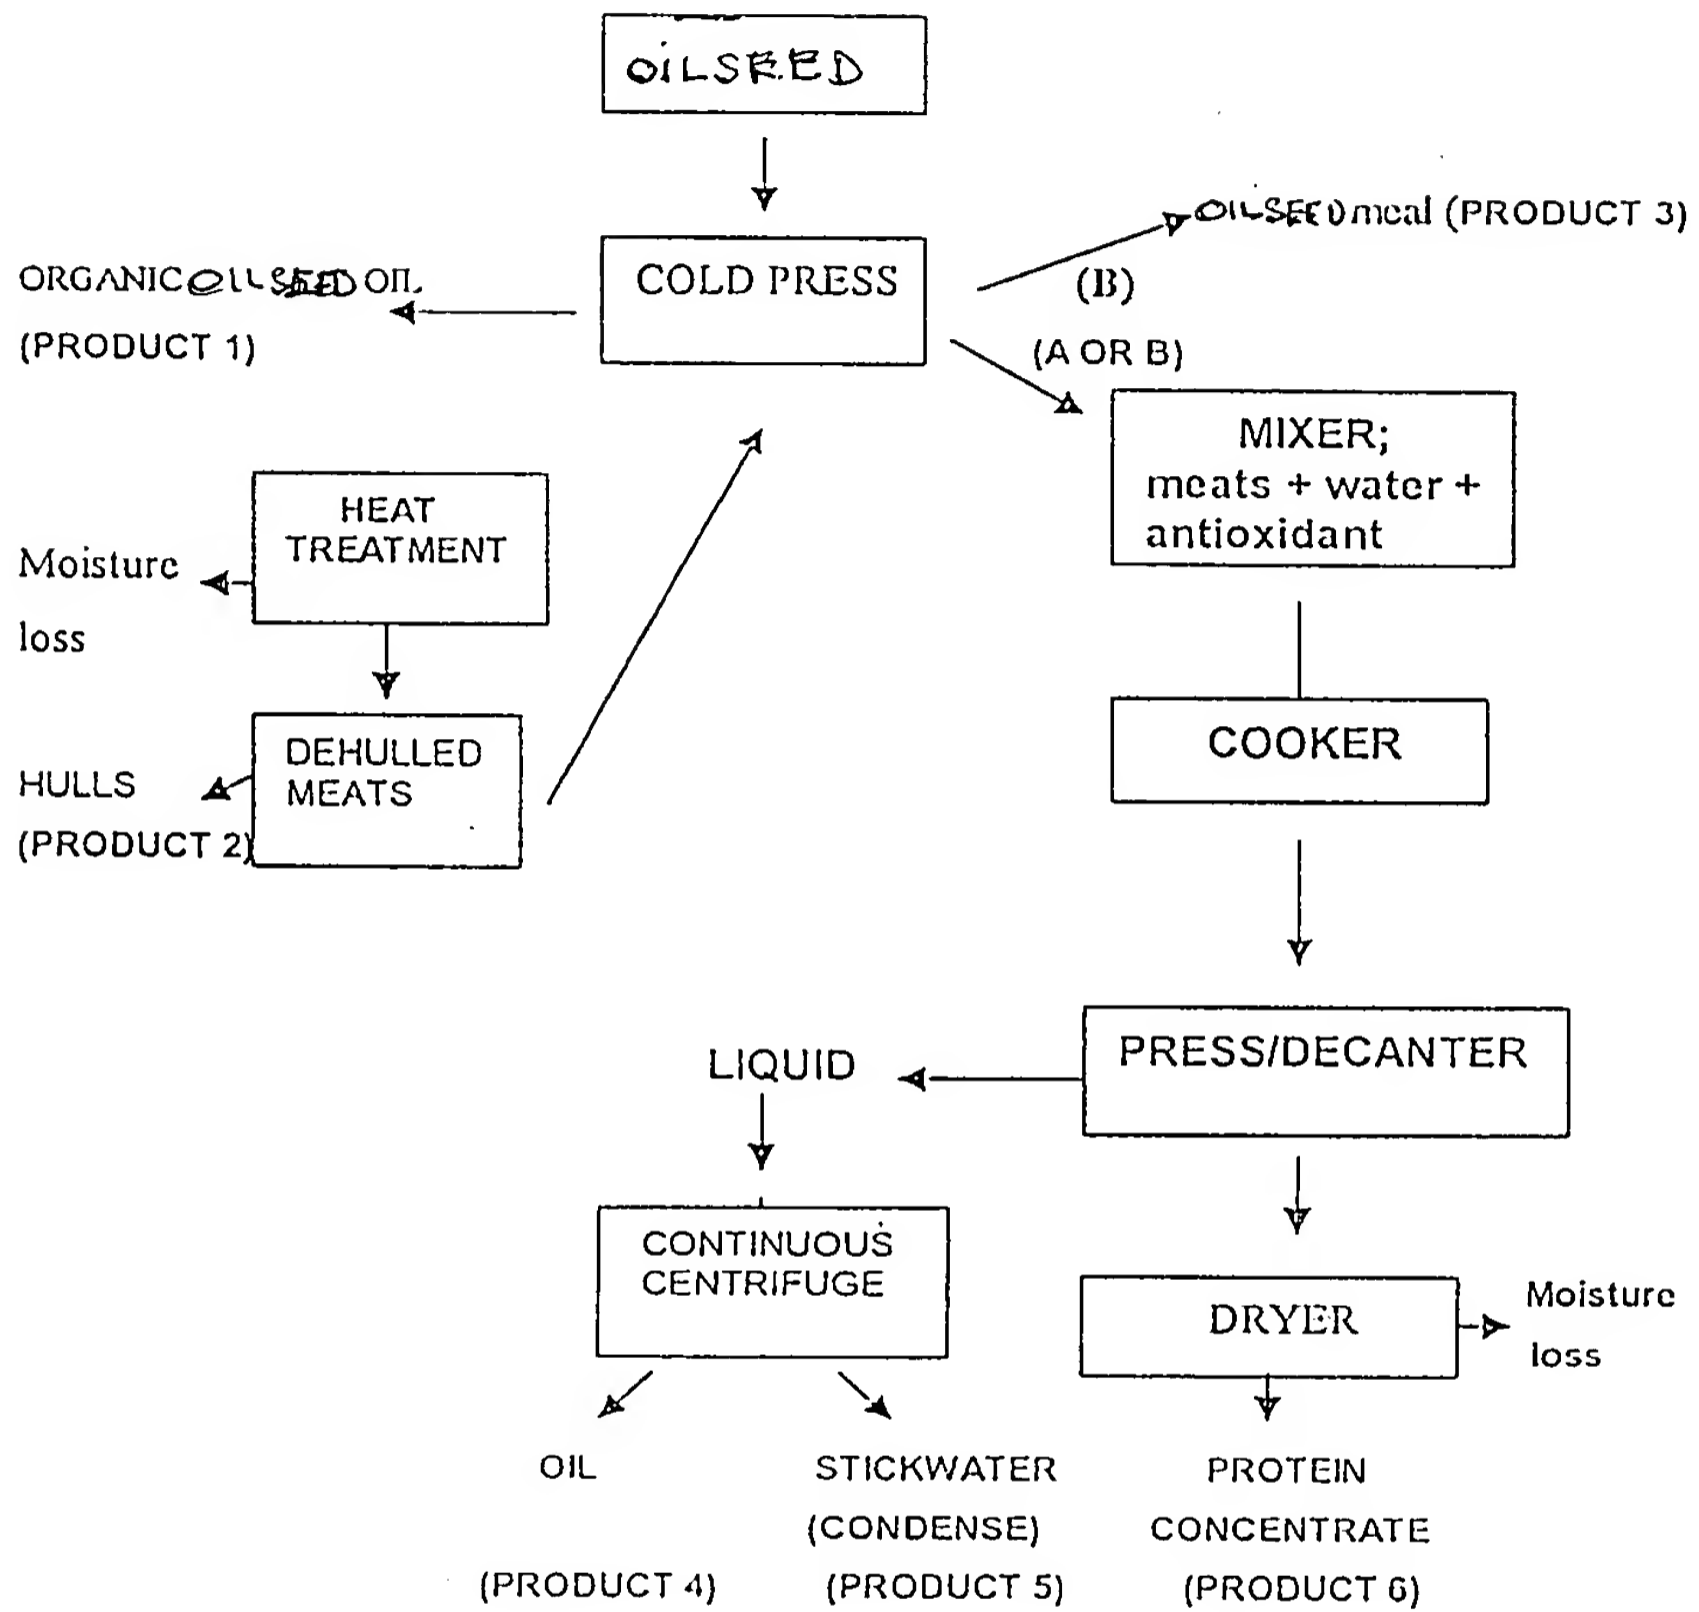 OILSEED
OILSEED meal (PRODUCT 3)
COLD PRESS
ORGANIC OILSEED OIL
(PRODUCT 1)
(B)
(A OR B)
MIXER;
meats + water +
antioxidant
HEAT
TREATMENT
Moisture
loss
DEHULLED
MEATS
HULLS
(PRODUCT 2)
COOKER
PRESS/DECANTER
LIQUID
CONTINUOUS
CENTRIFUGE
DRYER
Moisture
loss
OIL
(PRODUCT 4)
STICKWATER
(CONDENSE)
(PRODUCT 5)
PROTEIN
CONCENTRATE
(PRODUCT 6)